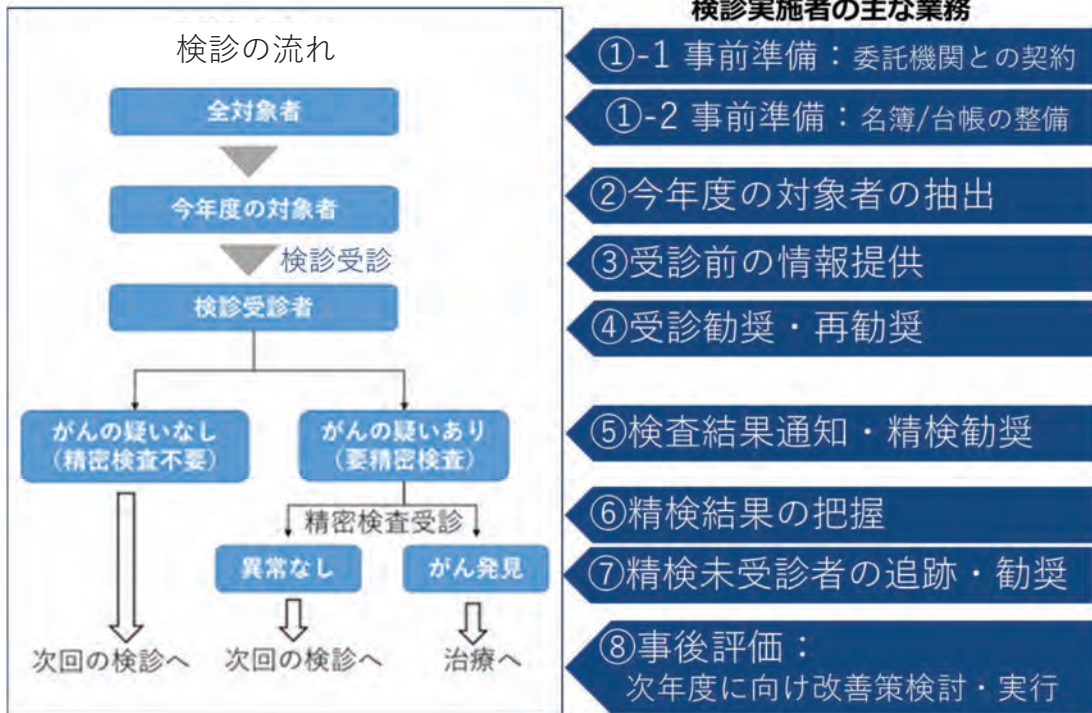 検診の流れ
全対象者
今年度の対象者
検診受診
検診受診者
がんの疑いなし
(精密検査不要)
がんの疑いあり
(要精密検査)
精密検査受診
異常なし
がん発見
次回の検診へ
次回の検診へ
治療へ
検診実施者の主な業務
①-1 事前準備：委託機関との契約
①-2 事前準備：名簿/台帳の整備
②今年度の対象者の抽出
③受診前の情報提供
④受診勧奨・再勧奨
⑤検査結果通知・精検勧奨
⑥精検結果の把握
⑦精検未受診者の追跡・勧奨
⑧事後評価：
次年度に向け改善策検討・実行